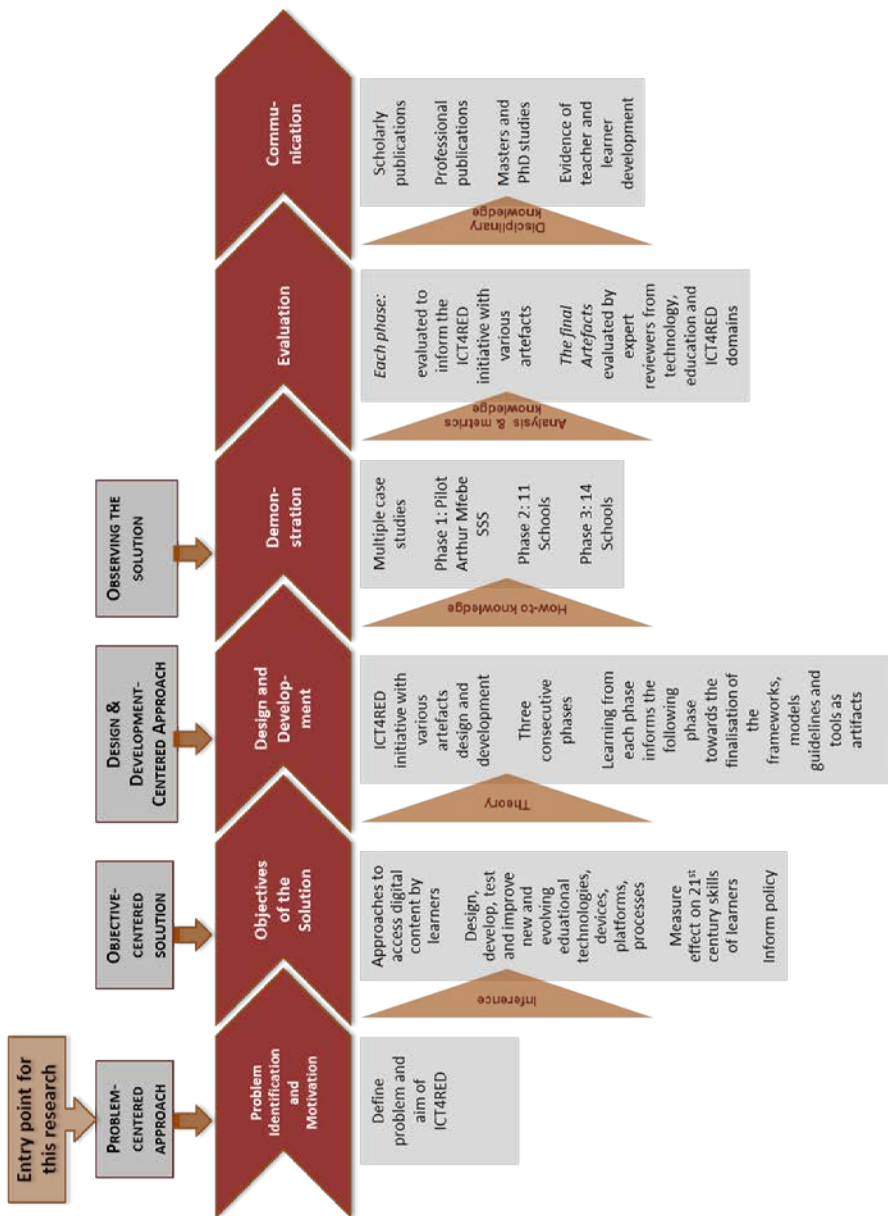 Entry point for
this research
PROBLEM-
CENTERED
APPROACH
OBJECTIVE-
CENTERED
SOLUTION
DESIGN &
DEVELOPMENT-
CENTERED APPROACH
OBSERVING THE
SOLUTION
Problem
Identification
and
Motivation
Objectives
of the
Solution
Design and
Develop-
ment
Demon-
stration
Evaluation
Commu-
nication
Define
problem and
aim of
ICT4RED
Inference
Approaches to
access digital
content by
learners
Design,
develop, test
and improve
new and
evolving
eduational
technologies,
devices,
platforms,
processes
Measure
effect on 21st
century skills
of learners
Inform policy
Theory
ICT4RED
initiative with
various
artefacts
design and
development
Three
consecutive
phases
Learning from
each phase
informs the
following
phase
towards the
finalisation of
the
frameworks,
models
guidelines and
tools as
artifacts
How-to knowledge
Multiple case
studies
Phase 1: Pilot
Arthur Mfebe
SSS
Phase 2: 11
Schools
Phase 3: 14
Schools
Analysis & metrics
knowledge
Each phase:
evaluated to
inform the
ICT4RED
initiative with
various
artefacts
The final
Artefacts
evaluated by
expert
reviewers from
technology,
education and
ICT4RED
domains
Disciplinary
knowledge
Scholarly
publications
Professional
publications
Masters and
PhD studies
Evidence of
teacher and
learner
development